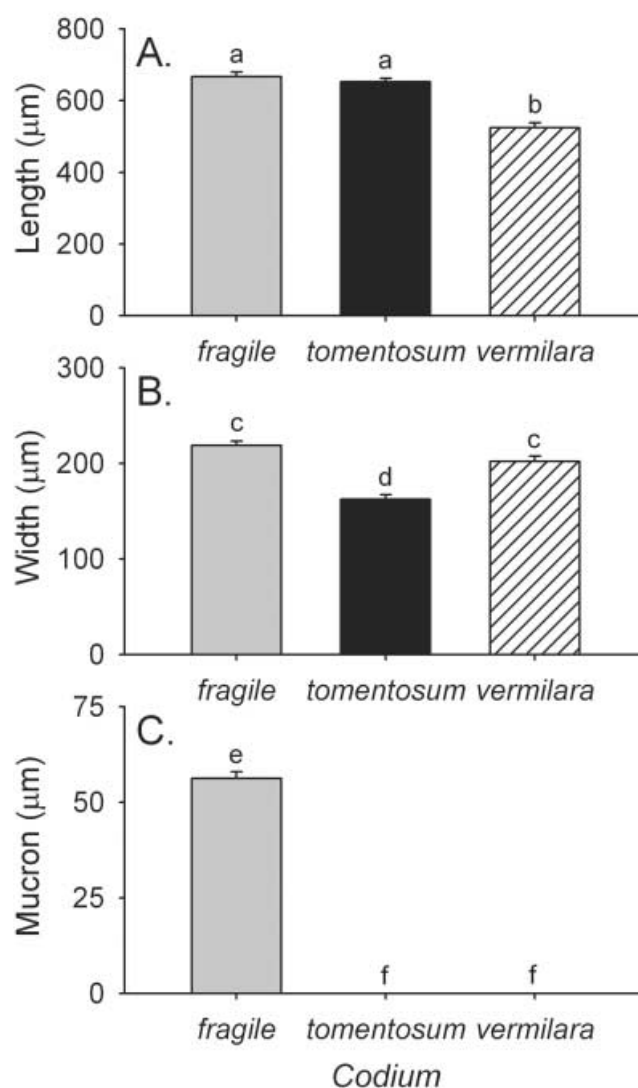 A.
Length (μm)
800
600
400
200
0
a
a
b
fragile tomentosum vermilara
B.
Width (μm)
300
200
100
0
c
d
c
fragile tomentosum vermilara
C.
Mucron (μm)
75
50
25
0
e
f
f
fragile tomentosum vermilara
Codium